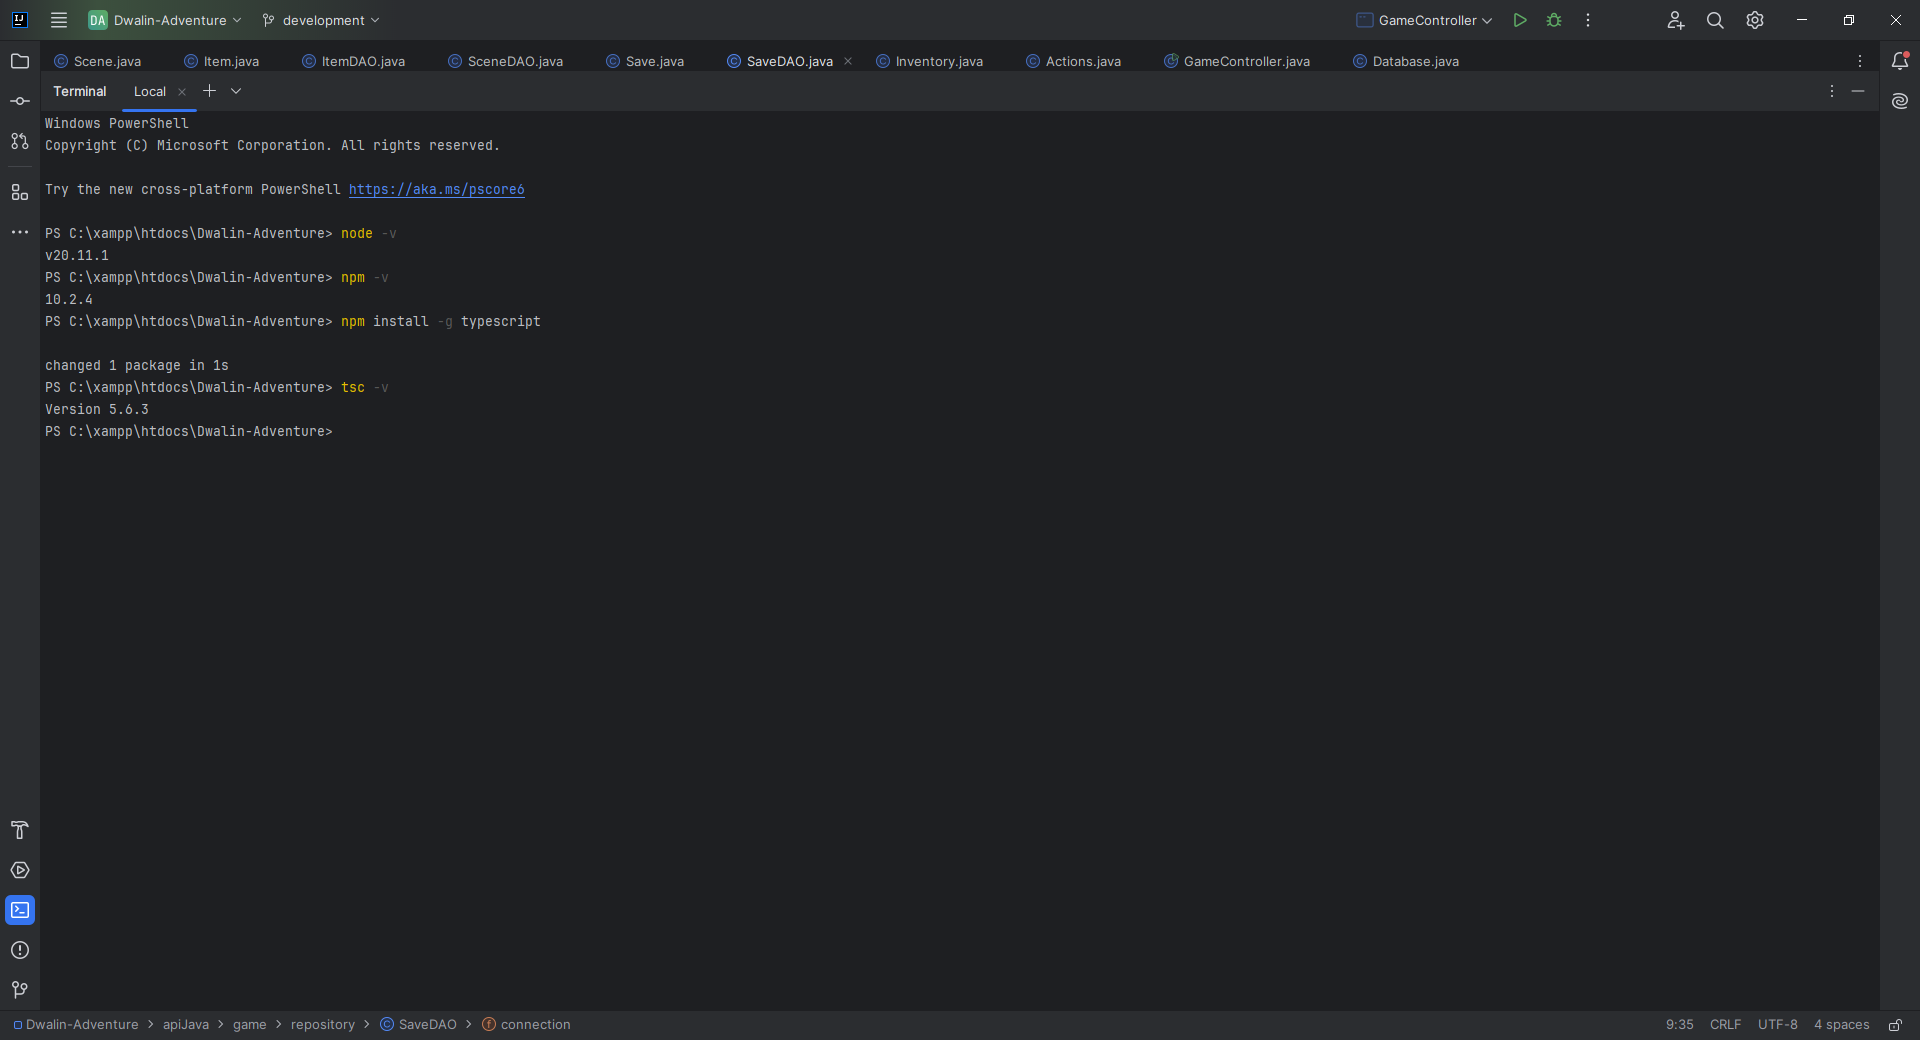 DA Dwalin-Adventure development GameController
Scene.java Item.java ItemDAO.java SceneDAO.java Save.java SaveDAO.java Inventory.java Actions.java GameController.java Database.java
Terminal Local
Windows PowerShell
Copyright (C) Microsoft Corporation. All rights reserved.
Try the new cross-platform PowerShell https://aka.ms/pscore6
PS C:\xampp\htdocs\Dwalin-Adventure> node -v
v20.11.1
PS C:\xampp\htdocs\Dwalin-Adventure> npm -v
10.2.4
PS C:\xampp\htdocs\Dwalin-Adventure> npm install -g typescript
changed 1 package in 1s
PS C:\xampp\htdocs\Dwalin-Adventure> tsc -v
Version 5.6.3
PS C:\xampp\htdocs\Dwalin-Adventure>
Dwalin-Adventure > apiJava > game > repository > SaveDAO > connection 9:35 CRLF UTF-8 4 spaces